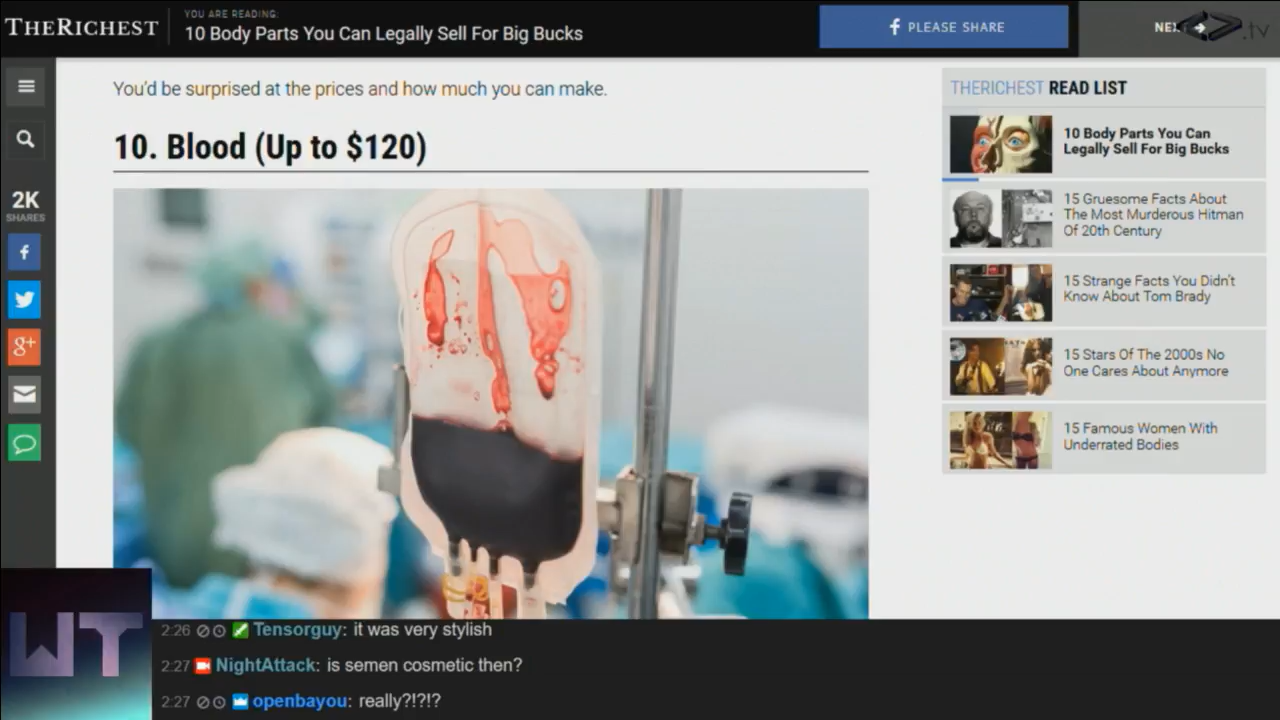 THERICHEST
YOU ARE READING:
10 Body Parts You Can Legally Sell For Big Bucks
f PLEASE SHARE
.tv
You'd be surprised at the prices and how much you can make.
10. Blood (Up to $120)
2K
SHARES
f
g+
THERICHEST READ LIST
10 Body Parts You Can
Legally Sell For Big Bucks
15 Gruesome Facts About
The Most Murderous Hitman
Of 20th Century
15 Strange Facts You Didn't
Know About Tom Brady
15 Stars Of The 2000s No
One Cares About Anymore
15 Famous Women With
Underrated Bodies
WT
2:26 Tensorguy: it was very stylish
2:27 NightAttack: is semen cosmetic then?
2:27 openbayou: really?!?!?